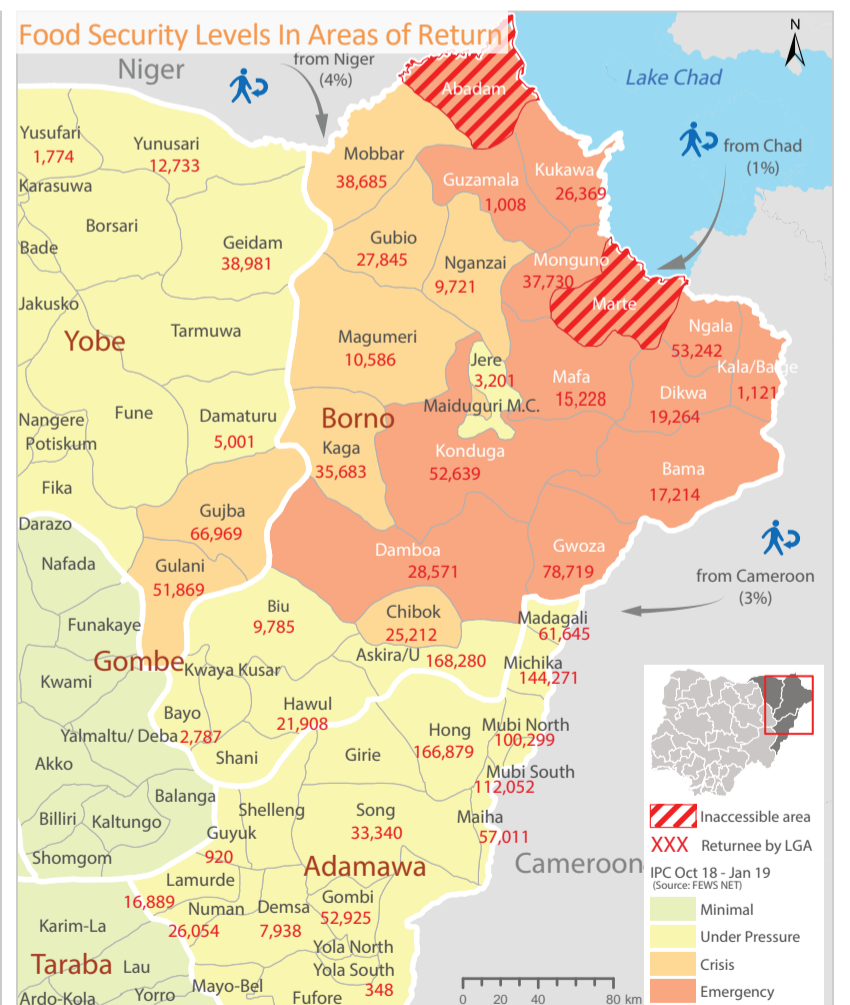 Food Security Levels In Areas of Return
N
Niger
from Niger
(4%)
Lake Chad
Abadam
from Chad
(1%)
Yusufari
1,774
Yunusari
12,733
Karasuwa
Mobbar
38,685
Guzamala
1,008
Kukawa
26,369
Borsari
Bade
Geidam
38,981
Gubio
27,845
Nganzai
9,721
Monguno
37,730
Marte
Jakusko
Yobe
Tarmuwa
Magumeri
10,586
Jere
3,201
Maiduguri M.C.
Mafa
15,228
Ngala
53,242
Kala/Balge
1,121
Dikwa
19,264
Nangere
Potiskum
Fune
Damaturu
5,001
Borno
Kaga
35,683
Konduga
52,639
Bama
17,214
Fika
Gujba
66,969
Darazo
Nafada
Gulani
51,869
Damboa
28,571
Gwoza
78,719
from Cameroon
(3%)
Funakaye
Biu
9,785
Chibok
25,212
Madagali
61,645
Gombe
Kwaya Kusar
Askira/U
168,280
Michika
144,271
Kwami
Bayo
2,787
Hawul
21,908
Yalmaltu/ Deba
Hong
166,879
Mubi North
100,299
Akko
Shani
Girie
Mubi South
112,052
Balanga
Billiri
Kaltungo
Shelleng
Song
33,340
Maiha
57,011
Guyuk
920
Shomgom
Adamawa
Cameroon
Lamurde
16,889
Numan
26,054
Demsa
7,938
Gombi
52,925
Karim-La
Yola North
Yola South
348
Taraba
Lau
Ardo-Kola
Yorro
Mayo-Bel
Fufore
Inaccessible area
XXX Returnee by LGA
IPC Oct 18 - Jan 19
(Source: FEWS NET)
Minimal
Under Pressure
Crisis
Emergency
0 20 40 80 km